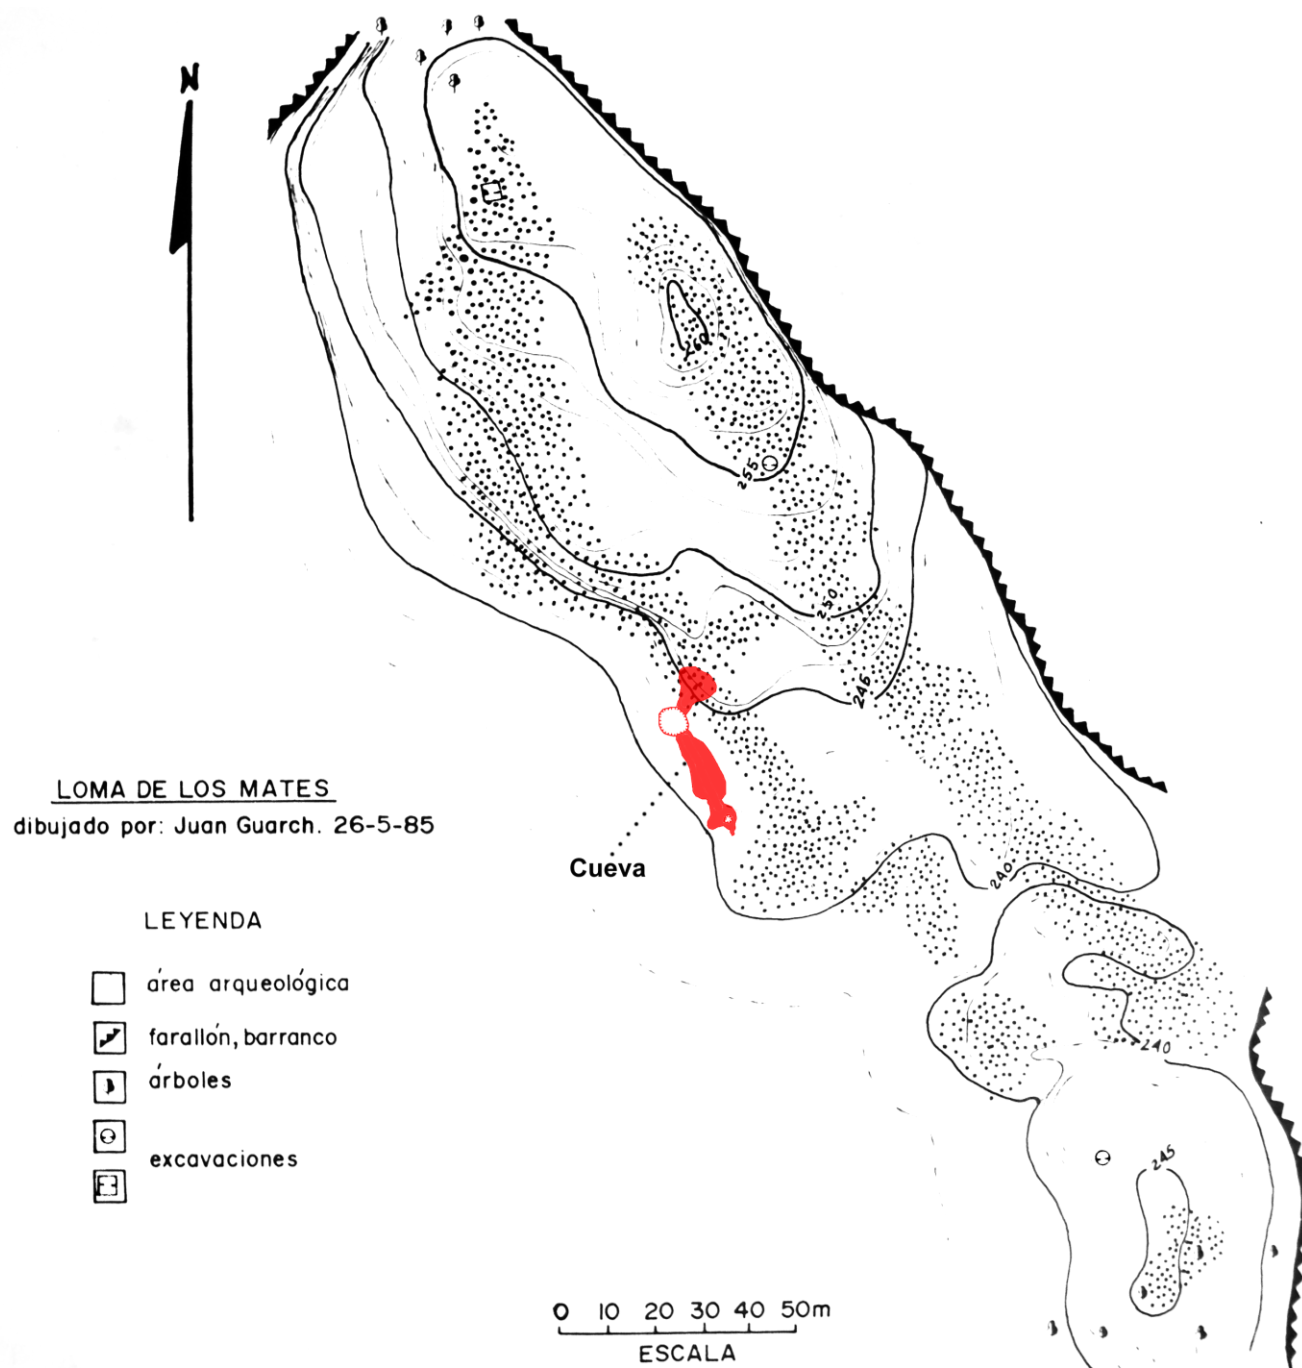 N
260
255
250
245
LOMA DE LOS MATES
dibujado por: Juan Guarch. 26-5-85
Cueva
240
LEYENDA
área arqueológica
farallón, barranco
árboles
excavaciones
240
245
0 10 20 30 40 50m
ESCALA